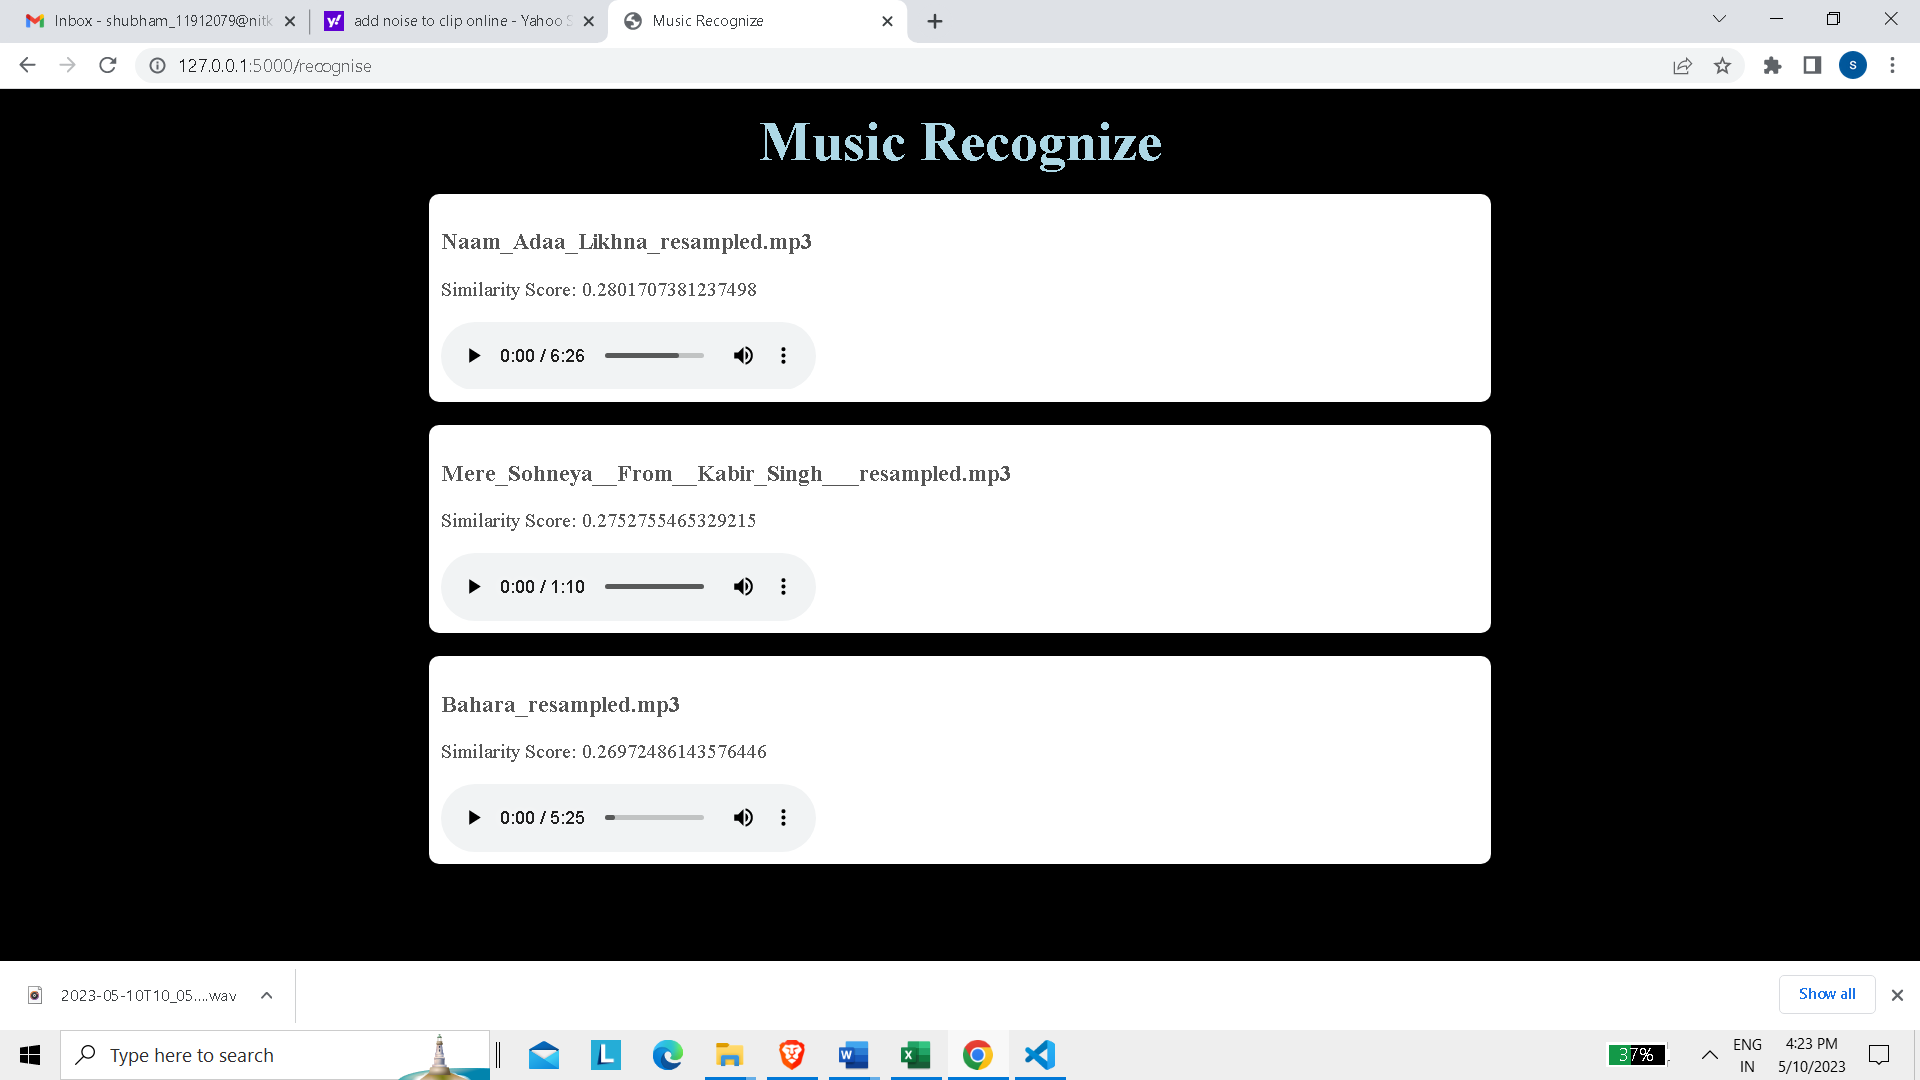 Inbox - shubham_11912079@nitk
add noise to clip online - Yahoo S
Music Recognize
127.0.0.1:5000/recognise
S
Music Recognize
Naam_Adaa_Likhna_resampled.mp3
Similarity Score: 0.2801707381237498
0:00 / 6:26
Mere_Sohneya__From__Kabir_Singh___resampled.mp3
Similarity Score: 0.2752755465329215
0:00 / 1:10
Bahara_resampled.mp3
Similarity Score: 0.26972486143576446
0:00 / 5:25
2023-05-10T10_05....wav
Show all
Type here to search
37%
ENG
IN
4:23 PM
5/10/2023